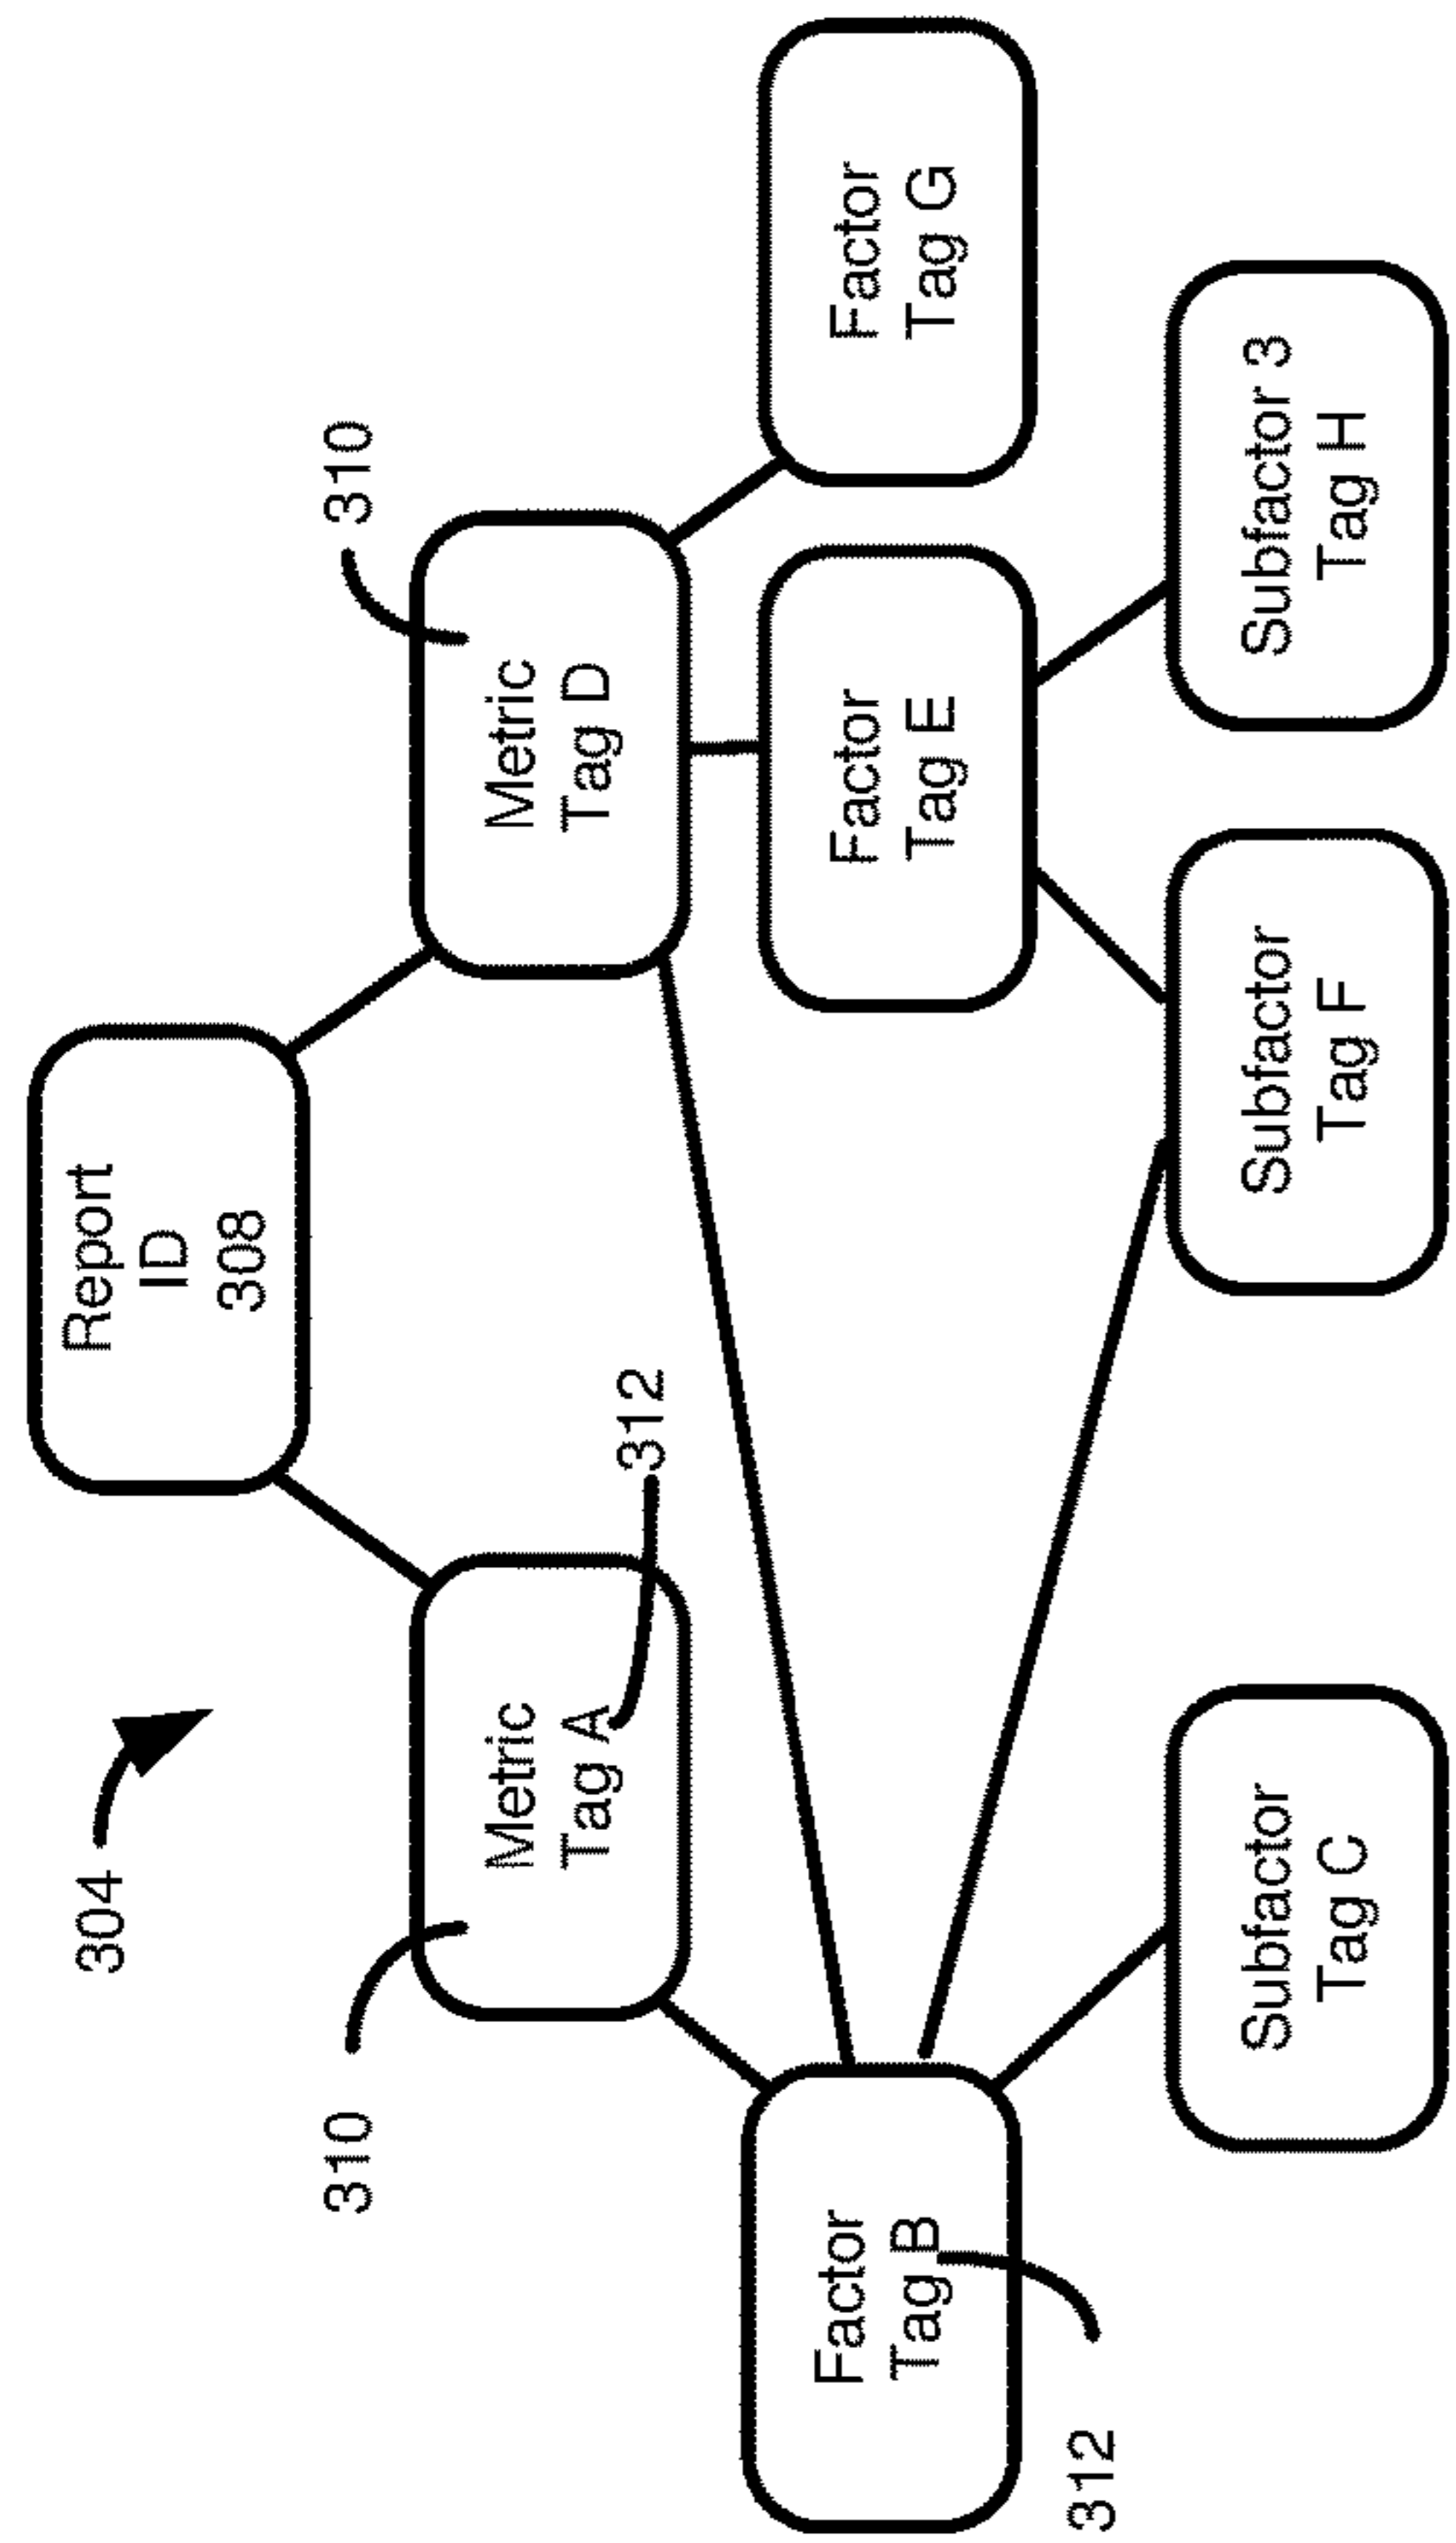 304
Report
ID
308
310
Metric
Tag A
312
Metric
Tag D
310
Factor
Tag B
312
Factor
Tag E
Factor
Tag G
Subfactor
Tag C
Subfactor
Tag F
Subfactor 3
Tag H